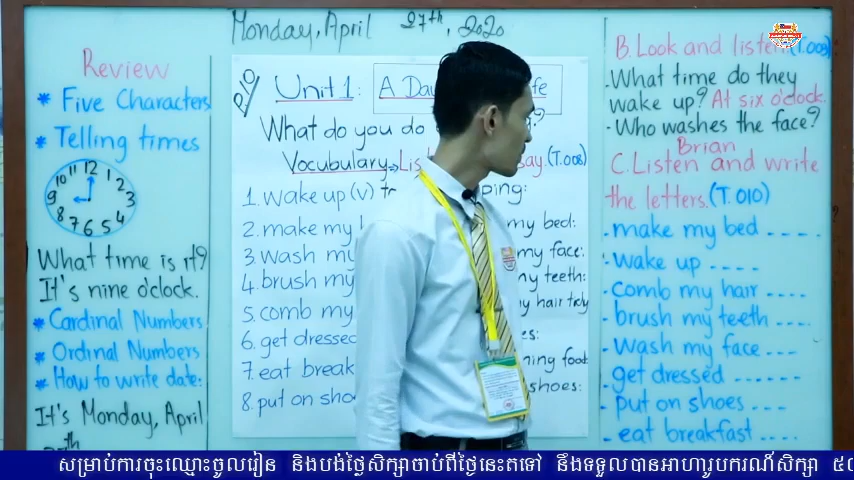 Monday, April 27th, 2020
Review
* Five Characters
* Telling times
12
1
2
3
4
5
6
7
8
9
10
11
What time is it?
It's nine o'clock.
* Cardinal Numbers
* Ordinal Numbers
* How to write date:
It's Monday, April
P.10
Unit 1: A Day
What do you do ?
Vocubulary say. (T.008)
1. wake up (v)
2. make my my bed:
3. wash my my face:
4. brush my my teeth:
5. comb my my hair tidy
6. get dressed
7. eat break food:
8. put on shoes:
B. Look and listen (T.009):
. What time do they
wake up? At six o'clock.
. Who washes the face?
Brian
C. Listen and write
the letters. (T. 010)
. make my bed _ _ _ _ _
. wake up _ _ _ _
. comb my hair _ _ _ _
. brush my teeth _ _ _ _
. wash my face _ _ _
. get dressed _ _ _ _ _ _
. put on shoes _ _ _
. eat breakfast _ _ _ _
សម្រាប់ការចុះឈ្មោះចូលរៀន និងបង់ថ្លៃសិក្សាចាប់ពីថ្ងៃនេះតទៅ នឹងទទួលបានអាហារូបករណ៍សិក្សា ៥០